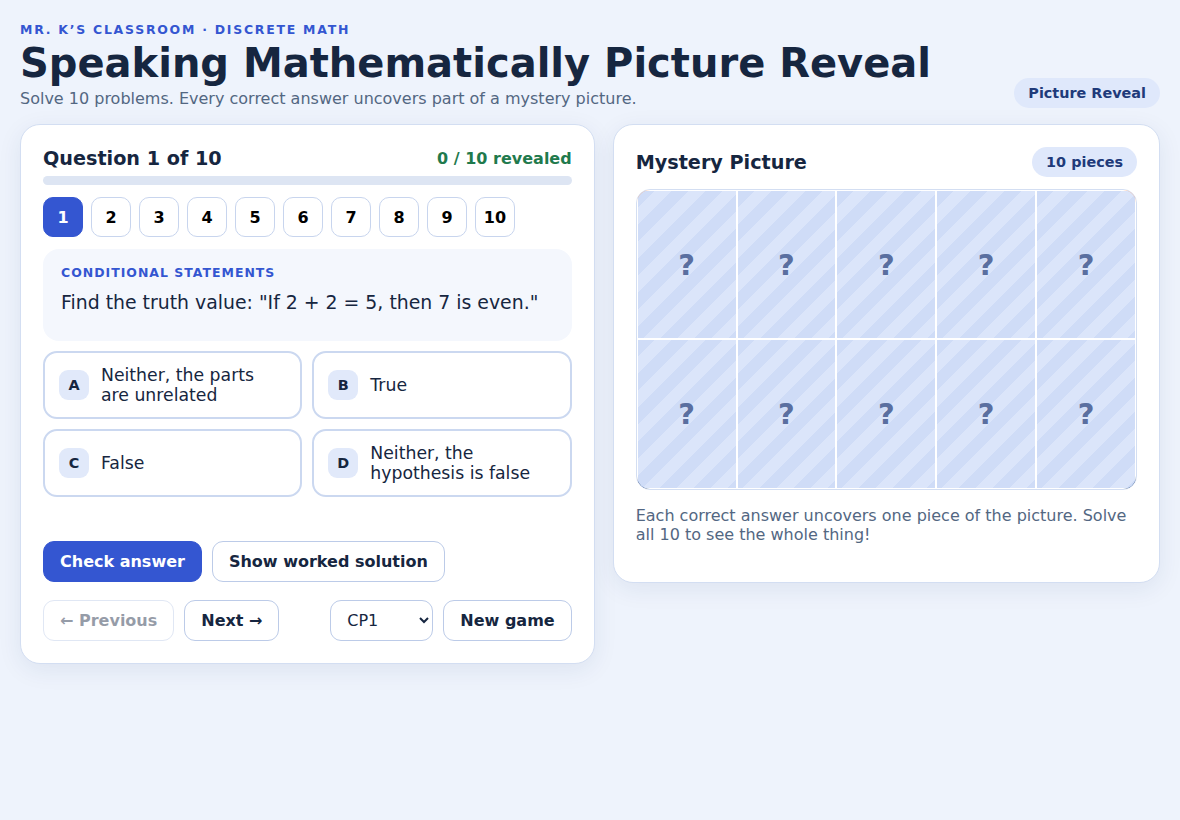 MR. K’S CLASSROOM · DISCRETE MATH
Speaking Mathematically Picture Reveal
Solve 10 problems. Every correct answer uncovers part of a mystery picture.
Picture Reveal
Question 1 of 10
0 / 10 revealed
1 2 3 4 5 6 7 8 9 10
CONDITIONAL STATEMENTS
Find the truth value: "If 2 + 2 = 5, then 7 is even."
A Neither, the parts
are unrelated
B True
C False
D Neither, the
hypothesis is false
Check answer
Show worked solution
← Previous
Next →
CP1
New game
Mystery Picture
10 pieces
? ? ? ? ?
? ? ? ? ?
Each correct answer uncovers one piece of the picture. Solve
all 10 to see the whole thing!